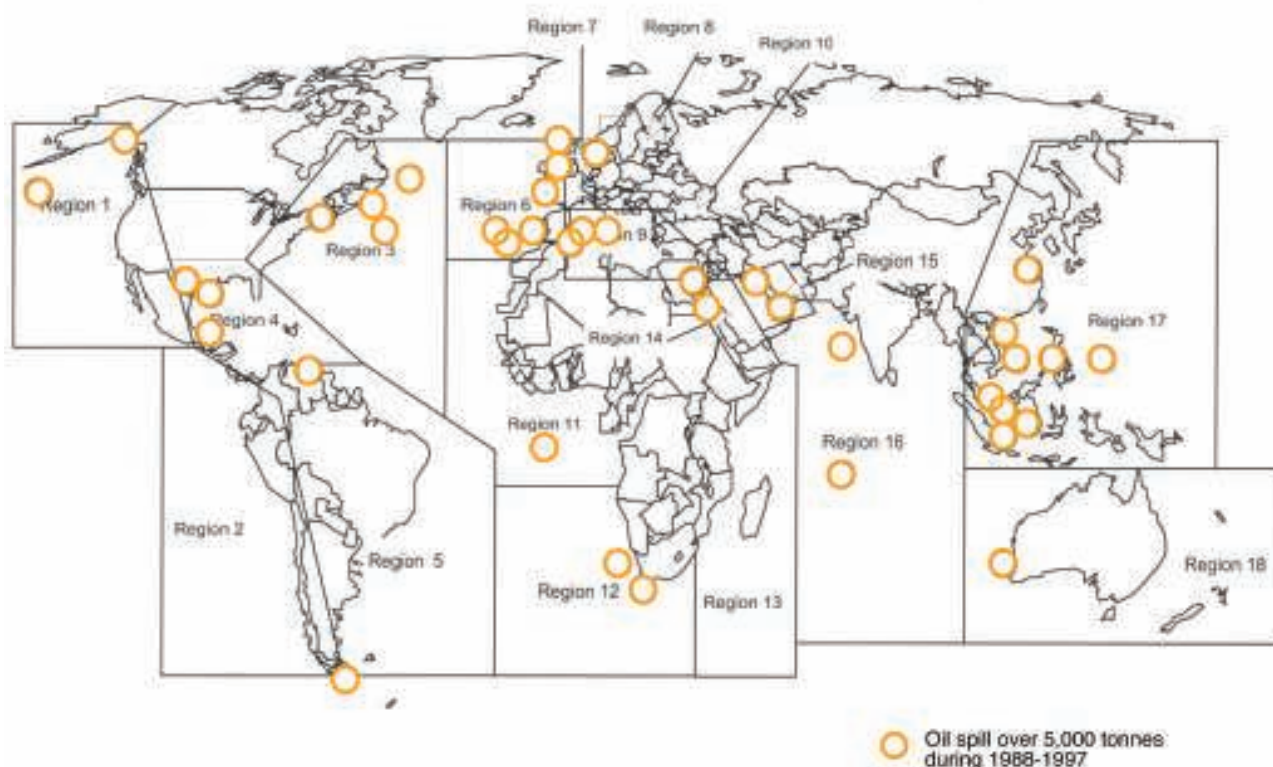 Region 7
Region 8
Region 10
Region 1
Region 6
Region 3
Region 15
Region 4
Region 14
Region 17
Region 11
Region 16
Region 2
Region 5
Region 12
Region 13
Region 18
Oil spill over 5,000 tonnes
during 1988-1997